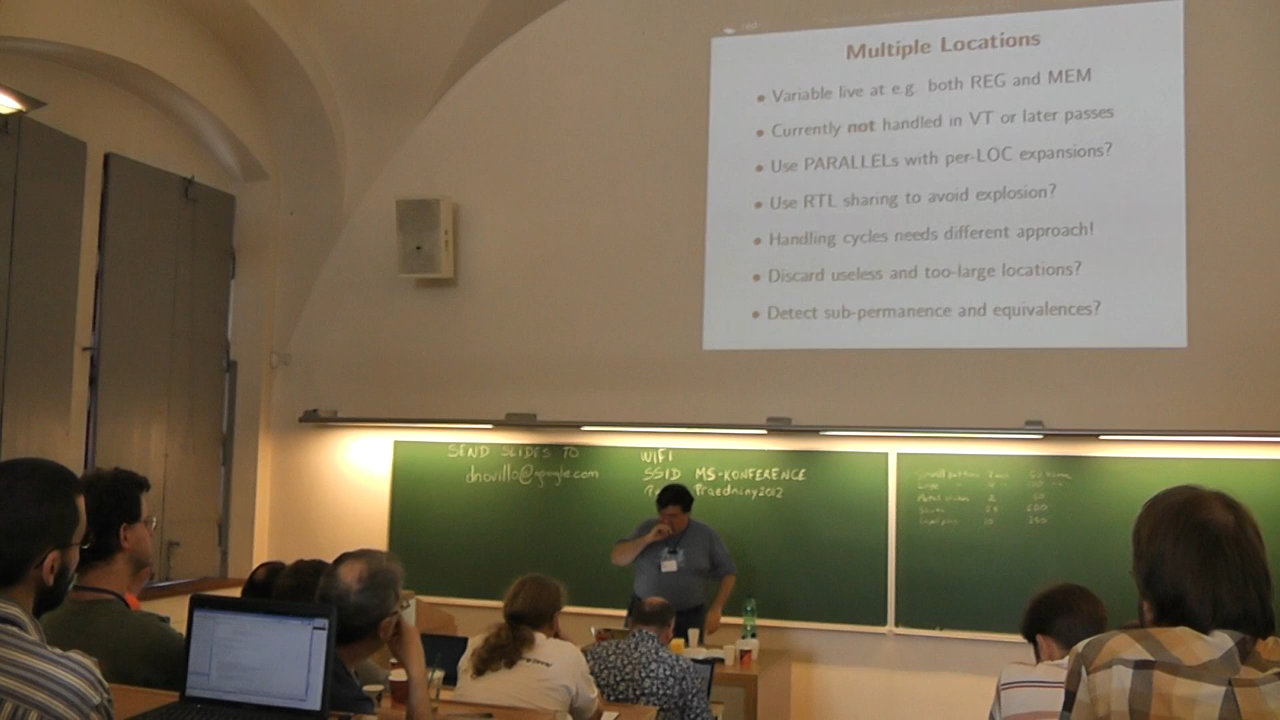 Multiple Locations
• Variable live at e.g. both REG and MEM
• Currently not handled in VT or later passes
• Use PARALLELs with per-LOC expansions?
• Use RTL sharing to avoid explosion?
• Handling cycles needs different approach!
• Discard useless and too-large locations?
• Detect sub-permanence and equivalences?
SEND SLIDES TO
dnovillo@google.com
WIFI
SSID MS-KONFERENCE
Praedniny2012